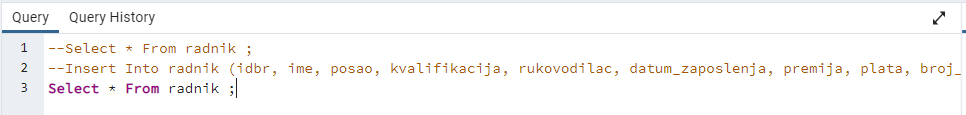 Query Query History
1 --Select * From radnik ;
2 --Insert Into radnik (idbr, ime, posao, kvalifikacija, rukovodilac, datum_zaposlenja, premija, plata, broj_
3 Select * From radnik ;